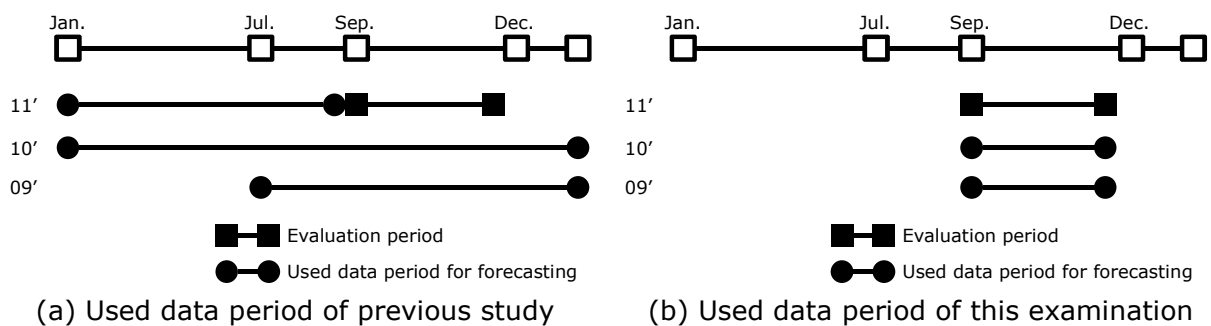 Jan. Jul. Sep. Dec.
11′
10′
09′
Evaluation period
Used data period for forecasting
(a) Used data period of previous study
Jan. Jul. Sep. Dec.
11′
10′
09′
Evaluation period
Used data period for forecasting
(b) Used data period of this examination